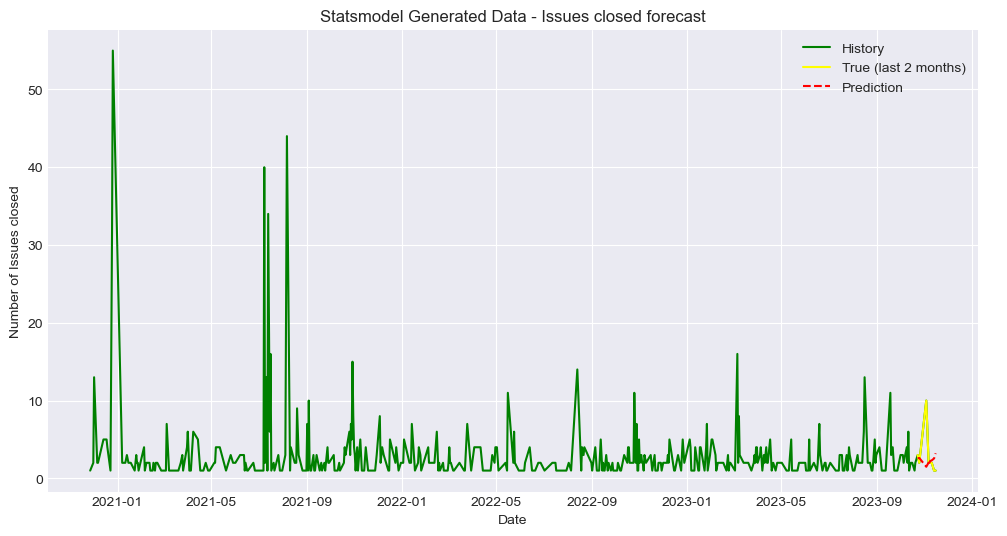 Statsmodel Generated Data - Issues closed forecast
History
True (last 2 months)
Prediction
Number of Issues closed
50
40
30
20
10
0
2021-01 2021-05 2021-09 2022-01 2022-05 2022-09 2023-01 2023-05 2023-09 2024-01
Date